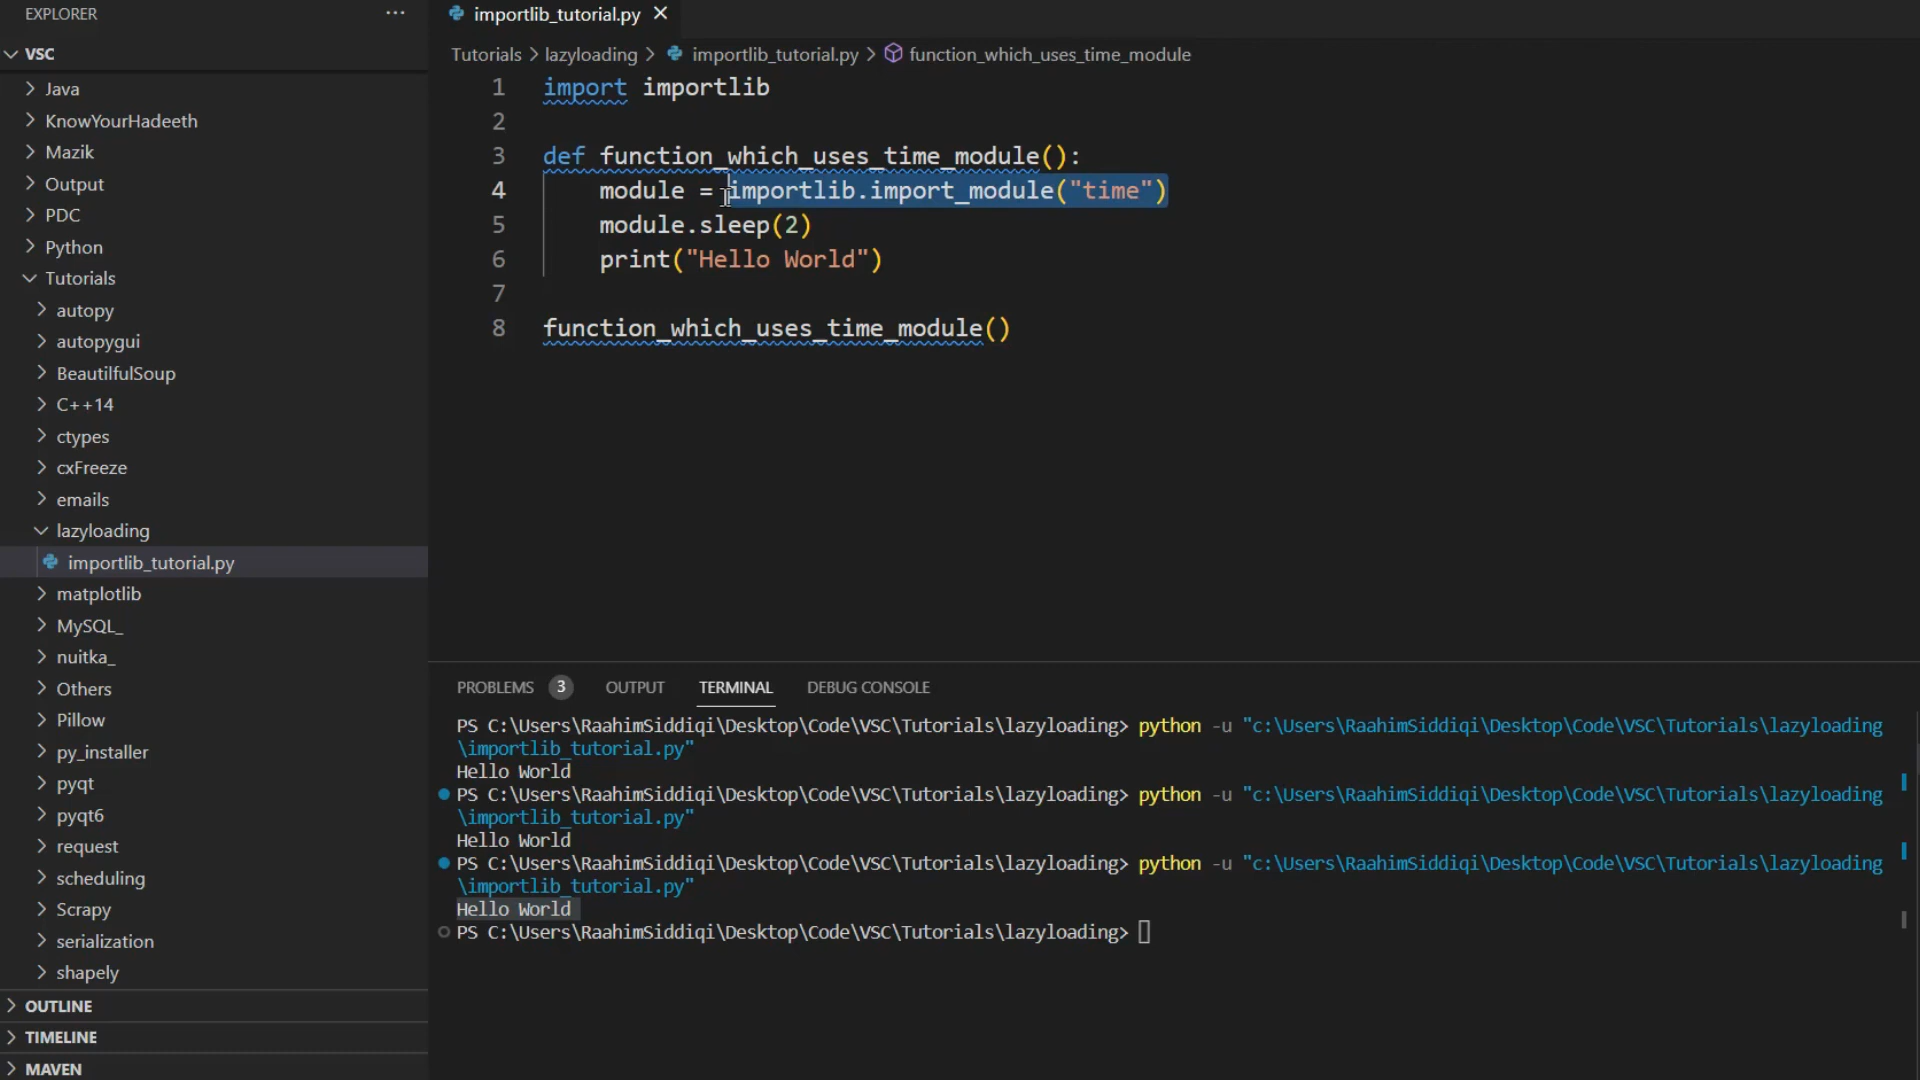 EXPLORER
VSC
Java
KnowYourHadeeth
Mazik
Output
PDC
Python
Tutorials
autopy
autopygui
BeautilfulSoup
C++14
ctypes
cxFreeze
emails
lazyloading
importlib_tutorial.py
matplotlib
MySQL_
nuitka_
Others
Pillow
py_installer
pyqt
pyqt6
request
scheduling
Scrapy
serialization
shapely
OUTLINE
TIMELINE
MAVEN
importlib_tutorial.py
Tutorials > lazyloading > importlib_tutorial.py > function_which_uses_time_module
1 import importlib
2
3 def function_which_uses_time_module():
4 module = importlib.import_module("time")
5 module.sleep(2)
6 print("Hello World")
7
8 function_which_uses_time_module()
PROBLEMS 3 OUTPUT TERMINAL DEBUG CONSOLE
PS C:\Users\RaahimSiddiqi\Desktop\Code\VSC\Tutorials\lazyloading> python -u "c:\Users\RaahimSiddiqi\Desktop\Code\VSC\Tutorials\lazyloading
\importlib_tutorial.py"
Hello World
PS C:\Users\RaahimSiddiqi\Desktop\Code\VSC\Tutorials\lazyloading> python -u "c:\Users\RaahimSiddiqi\Desktop\Code\VSC\Tutorials\lazyloading
\importlib_tutorial.py"
Hello World
PS C:\Users\RaahimSiddiqi\Desktop\Code\VSC\Tutorials\lazyloading> python -u "c:\Users\RaahimSiddiqi\Desktop\Code\VSC\Tutorials\lazyloading
\importlib_tutorial.py"
Hello World
PS C:\Users\RaahimSiddiqi\Desktop\Code\VSC\Tutorials\lazyloading>